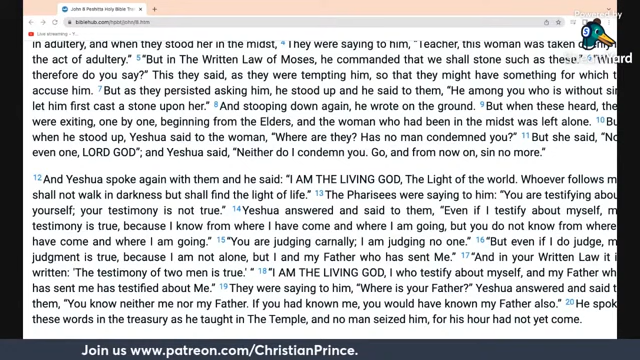 John 8 Peshitta Holy Bible Tra
biblehub.com/hpbt/john/8.htm
Live streaming
Powered by
in adultery, and when they stood her in the midst, 4 They were saying to him, “Teacher, this woman was taken
the act of adultery.” 5 “But in The Written Law of Moses, he commanded that we shall stone such as these.
therefore do you say?” This they said, as they were tempting him, so that they might have something for which t
accuse him. 7 But as they persisted asking him, he stood up and he said to them, “He among you who is without sin
let him first cast a stone upon her.” 8 And stooping down again, he wrote on the ground. 9 But when these heard, the
were exiting, one by one, beginning from the Elders, and the woman who had been in the midst was left alone. 10 Bu
when he stood up, Yeshua said to the woman, “Where are they? Has no man condemned you?” 11 But she said, “No
even one, LORD GOD”; and Yeshua said, “Neither do I condemn you. Go, and from now on, sin no more.”
12 And Yeshua spoke again with them and he said: “I AM THE LIVING GOD, The Light of the world. Whoever follows m
shall not walk in darkness but shall find the light of life.” 13 The Pharisees were saying to him: “You are testifying abou
yourself; your testimony is not true.” 14 Yeshua answered and said to them, “Even if I testify about myself, m
testimony is true, because I know from where I have come and where I am going, but you do not know from where
have come and where I am going.” 15 “You are judging carnally; I am judging no one.” 16 “But even if I do judge, m
judgment is true, because I am not alone, but I and my Father who has sent Me.” 17 “And in your Written Law it i
written: ‘The testimony of two men is true.’ ” 18 “I AM THE LIVING GOD, I who testify about myself, and my Father wh
has sent me has testified about Me.” 19 They were saying to him, “Where is your Father?” Yeshua answered and said t
them, “You know neither me nor my Father. If you had known me, you would have known my Father also.” 20 He spok
these words in the treasury as he taught in The Temple, and no man seized him, for his hour had not yet come.
Join us www.patreon.com/ChristianPrince.